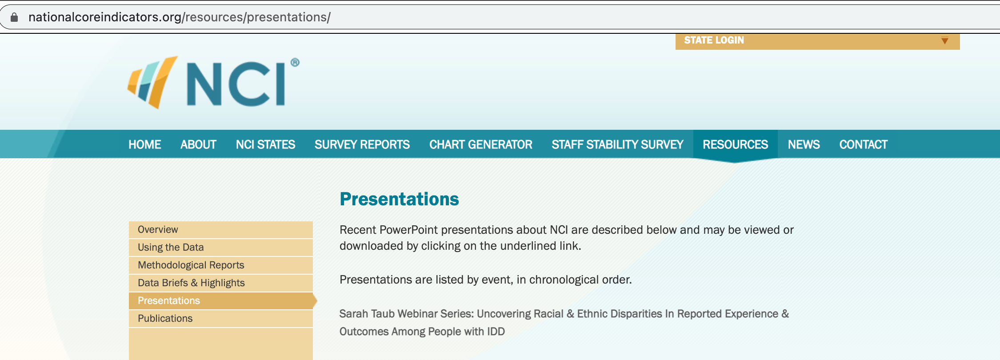 nationalcoreindicators.org/resources/presentations/
STATE LOGIN
NCI®
HOME ABOUT NCI STATES SURVEY REPORTS CHART GENERATOR STAFF STABILITY SURVEY RESOURCES NEWS CONTACT
Overview
Using the Data
Methodological Reports
Data Briefs & Highlights
Presentations
Publications
Presentations
Recent PowerPoint presentations about NCI are described below and may be viewed or
downloaded by clicking on the underlined link.
Presentations are listed by event, in chronological order.
Sarah Taub Webinar Series: Uncovering Racial & Ethnic Disparities In Reported Experience &
Outcomes Among People with IDD